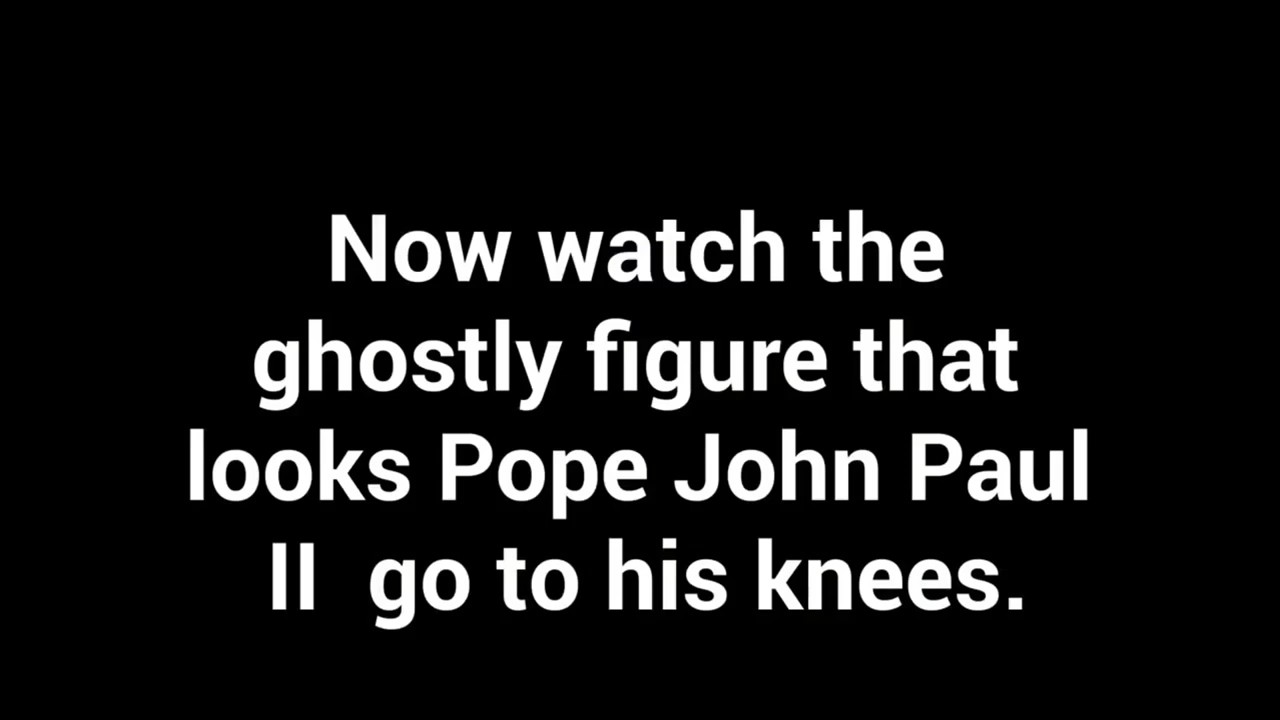 Now watch the
ghostly figure that
looks Pope John Paul
II  go to his knees.